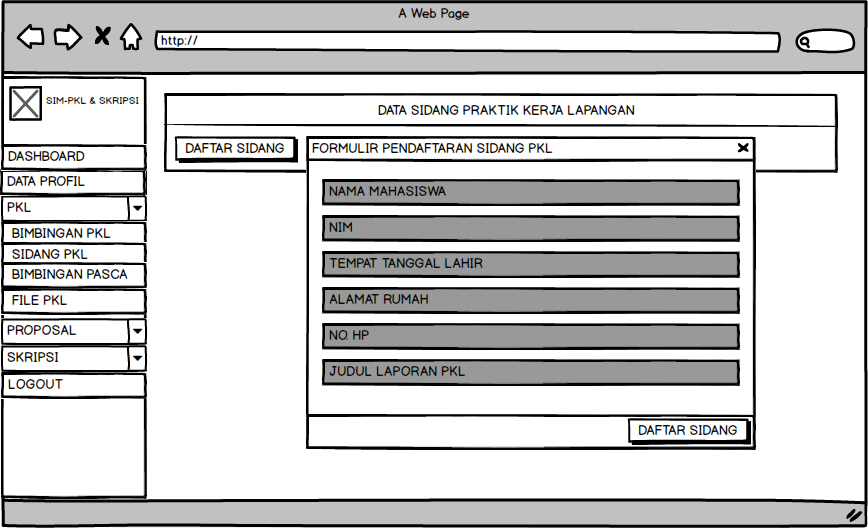 A Web Page
http://
SIM-PKL & SKRIPSI
DASHBOARD
DATA PROFIL
PKL
BIMBINGAN PKL
SIDANG PKL
BIMBINGAN PASCA
FILE PKL
PROPOSAL
SKRIPSI
LOGOUT
DATA SIDANG PRAKTIK KERJA LAPANGAN
DAFTAR SIDANG
FORMULIR PENDAFTARAN SIDANG PKL
NAMA MAHASISWA
NIM
TEMPAT TANGGAL LAHIR
ALAMAT RUMAH
NO. HP
JUDUL LAPORAN PKL
DAFTAR SIDANG